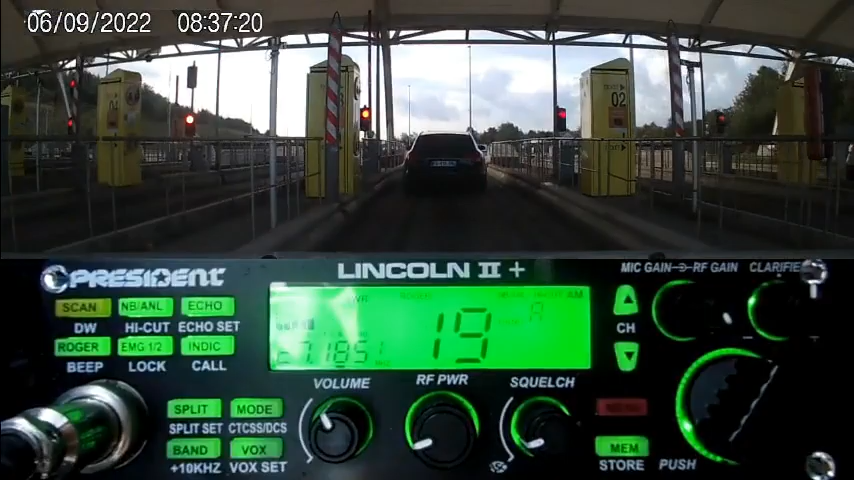 06/09/2022 08:37:20
02
PRESIDENT
LINCOLN II +
MIC GAIN RF GAIN CLARIFIE
SCAN NB/ANL ECHO
DW HI-CUT ECHO SET
ROGER EMG 1/2 INDIC
BEEP LOCK CALL
AM
19
A
27.1851
CH
VOLUME RF PWR SQUELCH
SPLIT MODE
SPLIT SET CTCSS/DCS
BAND VOX
+10KHZ VOX SET
MEM
STORE PUSH